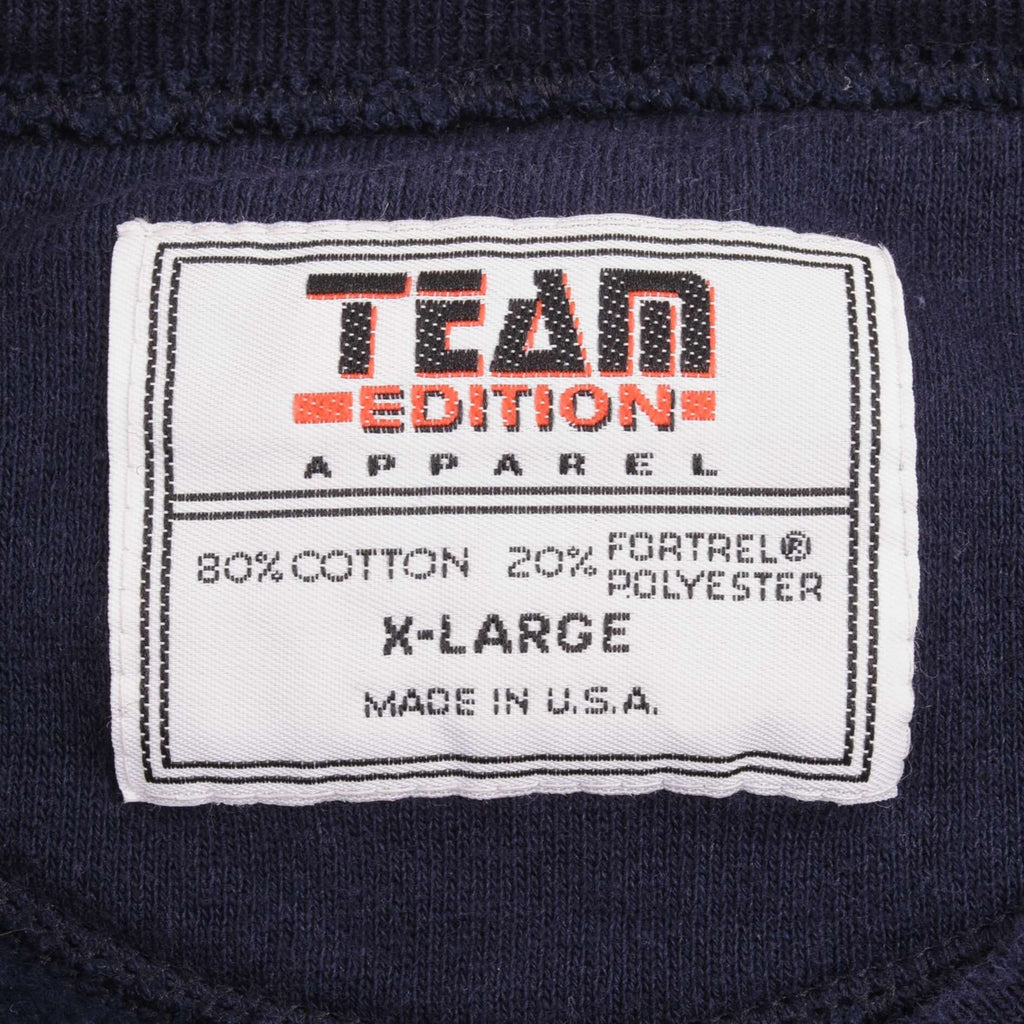 TEAM
EDITION
APPAREL
80% COTTON 20% FORTREL®
POLYESTER
X-LARGE
MADE IN U.S.A.